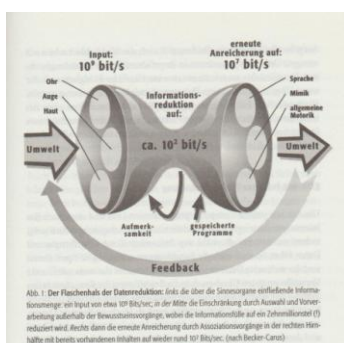 Input:
10⁹ bit/s
erneute
Anreicherung auf:
10⁷ bit/s
Ohr
Auge
Haut
Informations-
reduktion
auf:
Sprache
Mimik
allgemeine
Motorik
Umwelt
ca. 10² bit/s
Umwelt
Aufmerk-
samkeit
gespeicherte
Programme
Feedback
Abb. 1: Der Flaschenhals der Datenreduktion: links die über die Sinnesorgane einfließende Informa-
tionsmenge: ein Input von etwa 10⁹ Bits/sec; in der Mitte die Einschränkung durch Auswahl und Vorver-
arbeitung außerhalb der Bewusstseinsvorgänge, wobei die Informationsfülle auf ein Zehnmillionstel (!)
reduziert wird. Rechts dann die erneute Anreicherung durch Assoziationsvorgänge in der rechten Hirn-
hälfte mit bereits vorhandenen Inhalten auf wieder rund 10⁷ Bits/sec. (nach Becker-Carus)